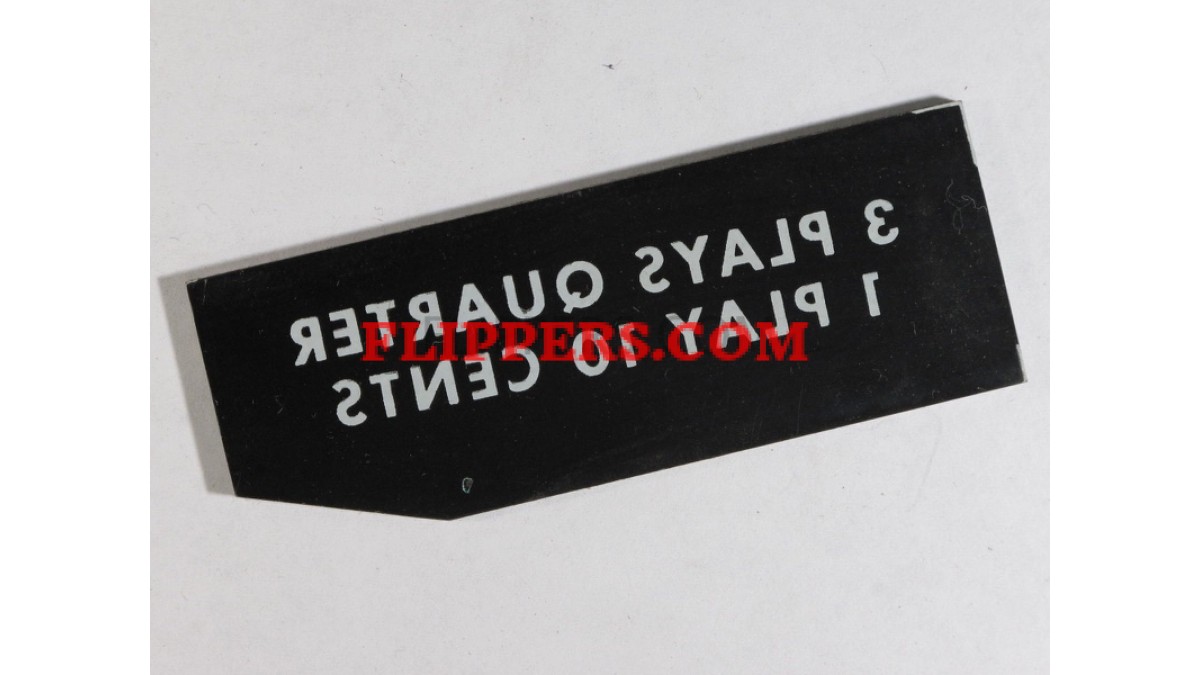 3 PLAYS QUARTER
1 PLAY 10 CENTS
FLIPPERS.COM